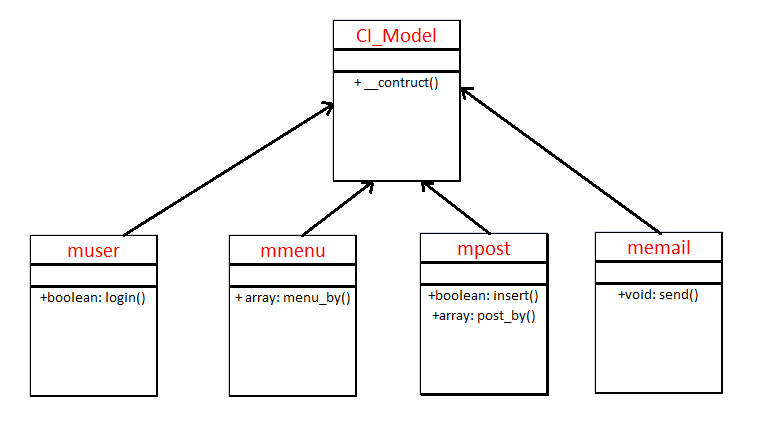 CI_Model
+ __contruct()
muser
mmenu
mpost
memail
+boolean: login()
+ array: menu_by()
+boolean: insert()
+array: post_by()
+void: send()